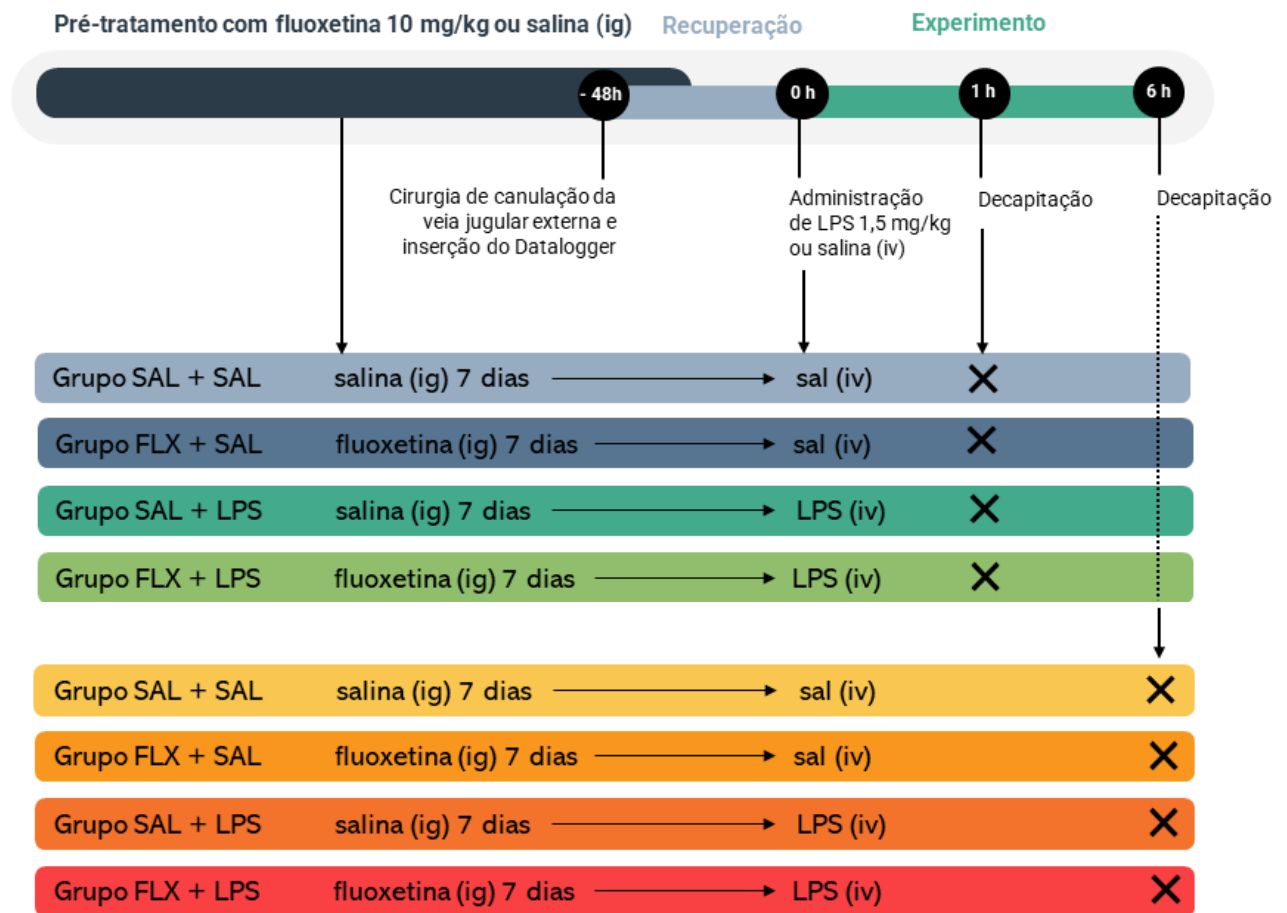 Pré-tratamento com fluoxetina 10 mg/kg ou salina (ig) Recuperação Experimento
- 48h 0 h 1 h 6 h
Cirurgia de canulação da
veia jugular externa e
inserção do Datalogger
Administração
de LPS 1,5 mg/kg
ou salina (iv)
Decapitação
Decapitação
Grupo SAL + SAL salina (ig) 7 dias sal (iv)
Grupo FLX + SAL fluoxetina (ig) 7 dias sal (iv)
Grupo SAL + LPS salina (ig) 7 dias LPS (iv)
Grupo FLX + LPS fluoxetina (ig) 7 dias LPS (iv)
Grupo SAL + SAL salina (ig) 7 dias sal (iv)
Grupo FLX + SAL fluoxetina (ig) 7 dias sal (iv)
Grupo SAL + LPS salina (ig) 7 dias LPS (iv)
Grupo FLX + LPS fluoxetina (ig) 7 dias LPS (iv)